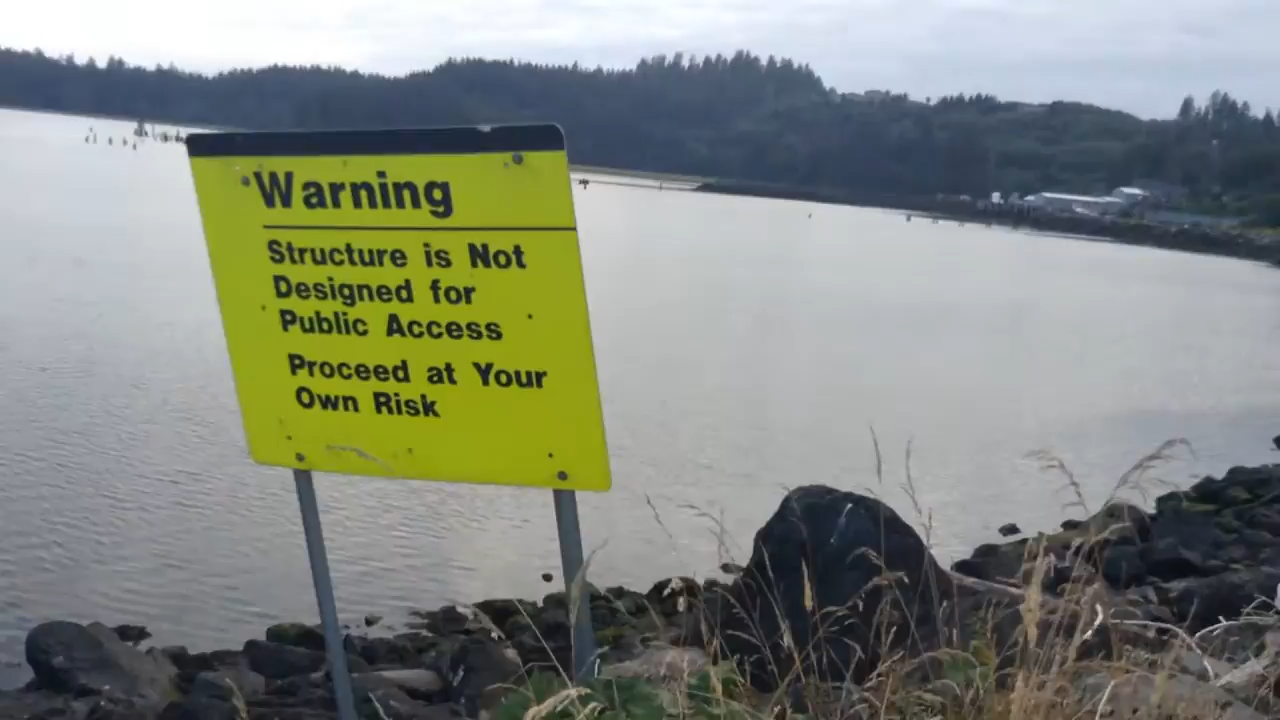 Warning
Structure is Not
Designed for
Public Access
Proceed at Your
Own Risk